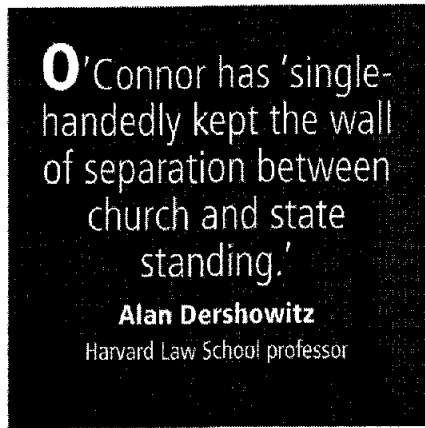 O'Connor has 'single-
handedly kept the wall
of separation between
church and state
standing.'
Alan Dershowitz
Harvard Law School professor